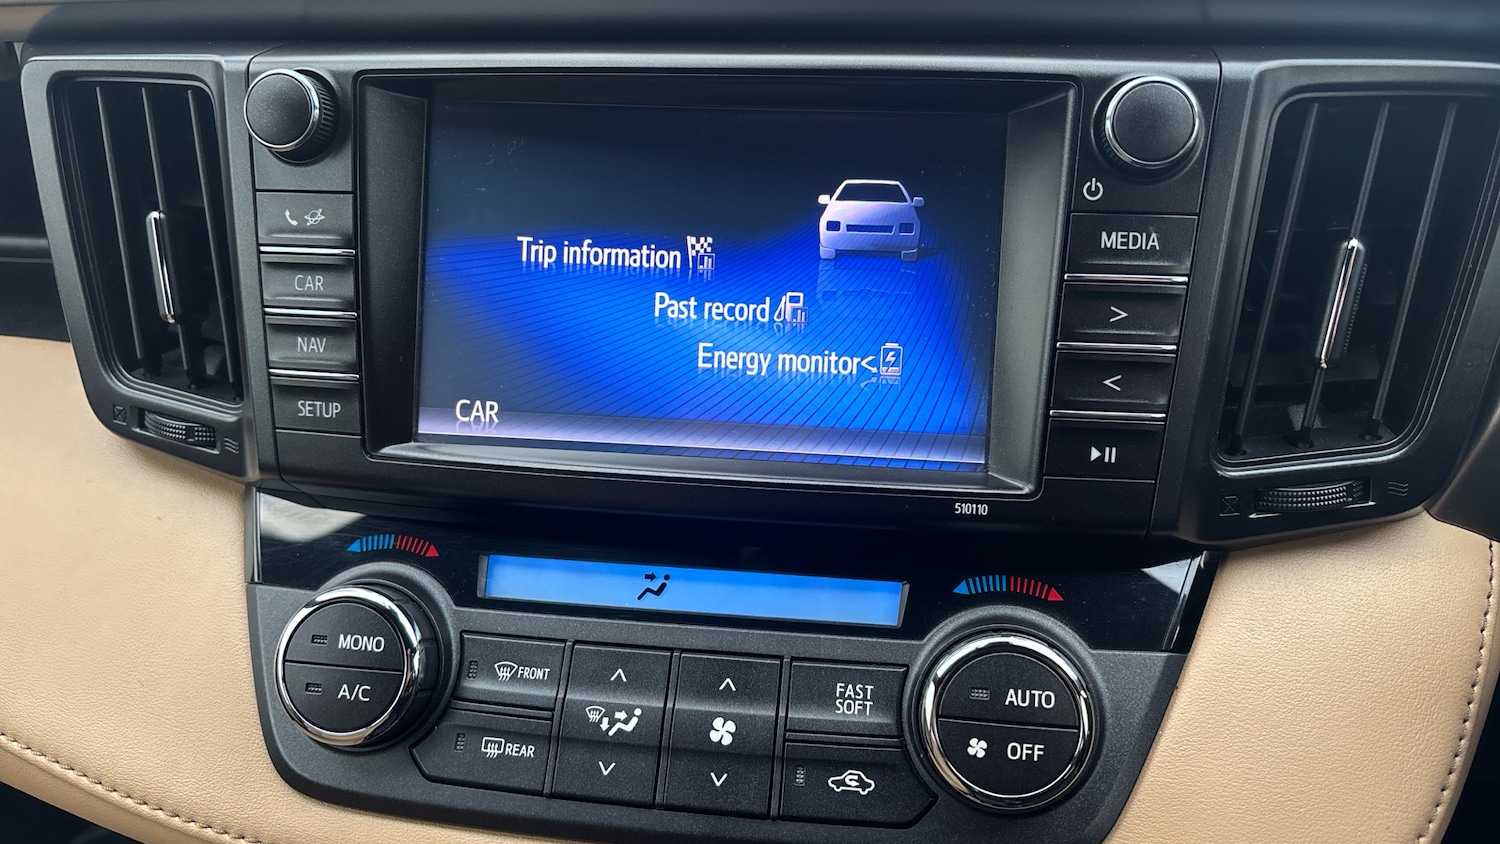 MEDIA
CAR
NAV
SETUP
Trip information
Past record
Energy monitor
CAR
510110
MONO
A/C
FRONT
REAR
FAST
SOFT
AUTO
OFF